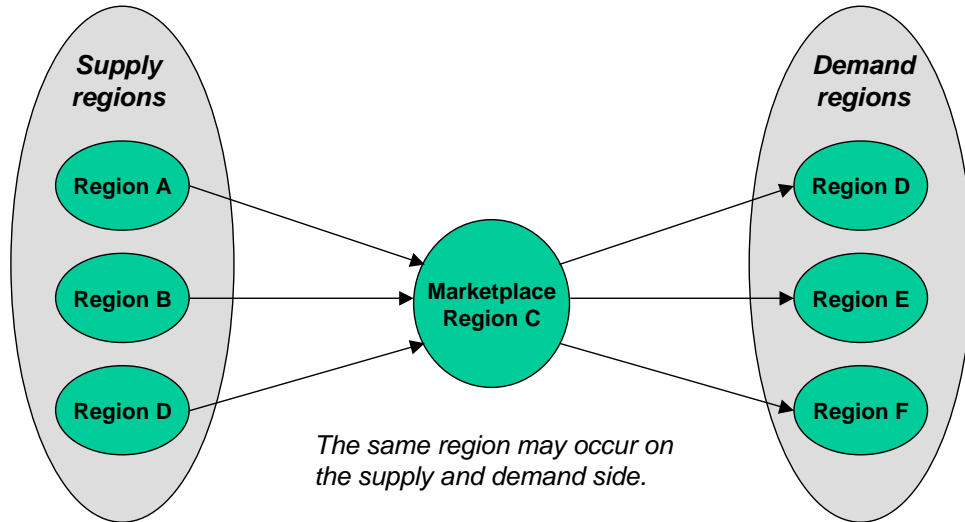 Supply
regions
Region A
Region B
Region D
Marketplace
Region C
The same region may occur on
the supply and demand side.
Demand
regions
Region D
Region E
Region F